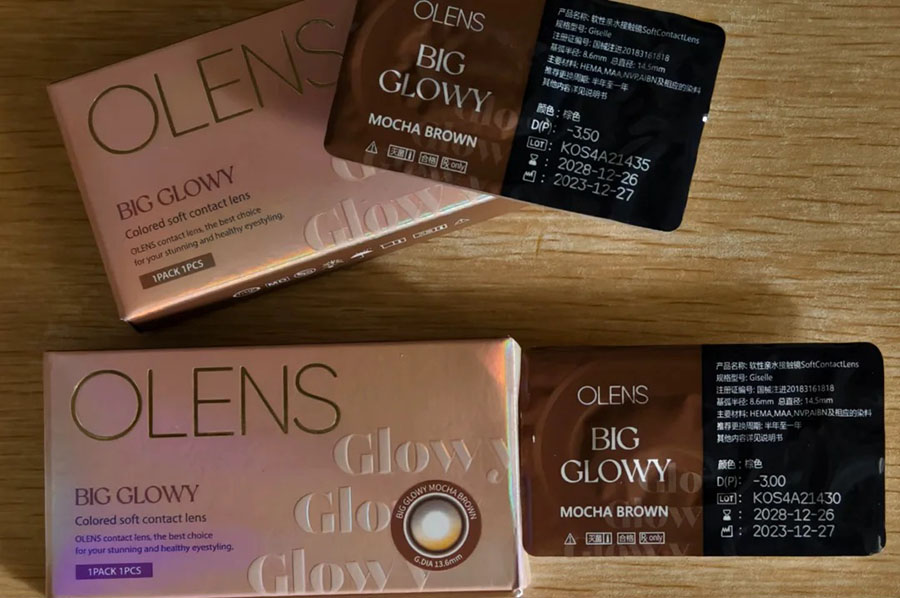 OLENS
BIG GLOWY
Colored soft contact lens
OLENS contact lens, the best choice
for your stunning and healthy eyestyling.
1PACK 1PCS
Glowy
OLENS
BIG
GLOWY
MOCHA BROWN
灭菌
合格
Rx only
产品名称: 软性亲水接触镜SoftContactLens
规格型号: Giselle
注册证编号: 国械注进20183161818
基弧半径: 8.6mm 总直径: 14.5mm
主要材料: HEMA,MAA,NVP,AIBN及相应的染料
推荐更换周期: 半年至一年
其他内容详见说明书
颜色: 棕色
D(P): -3.50
LOT: KOS4A21435
: 2028-12-26
: 2023-12-27
OLENS
BIG GLOWY
Colored soft contact lens
OLENS contact lens, the best choice
for your stunning and healthy eyestyling.
1PACK 1PCS
Glowy
Glo
Glowy
BIG GLOWY MOCHA BROWN
G.DIA 13.6mm
OLENS
BIG
GLOWY
MOCHA BROWN
灭菌
合格
Rx only
产品名称: 软性亲水接触镜SoftContactLens
规格型号: Giselle
注册证编号: 国械注进20183161818
基弧半径: 8.6mm 总直径: 14.5mm
主要材料: HEMA,MAA,NVP,AIBN及相应的染料
推荐更换周期: 半年至一年
其他内容详见说明书
颜色: 棕色
D(P): -3.00
LOT: KOS4A21430
: 2028-12-26
: 2023-12-27